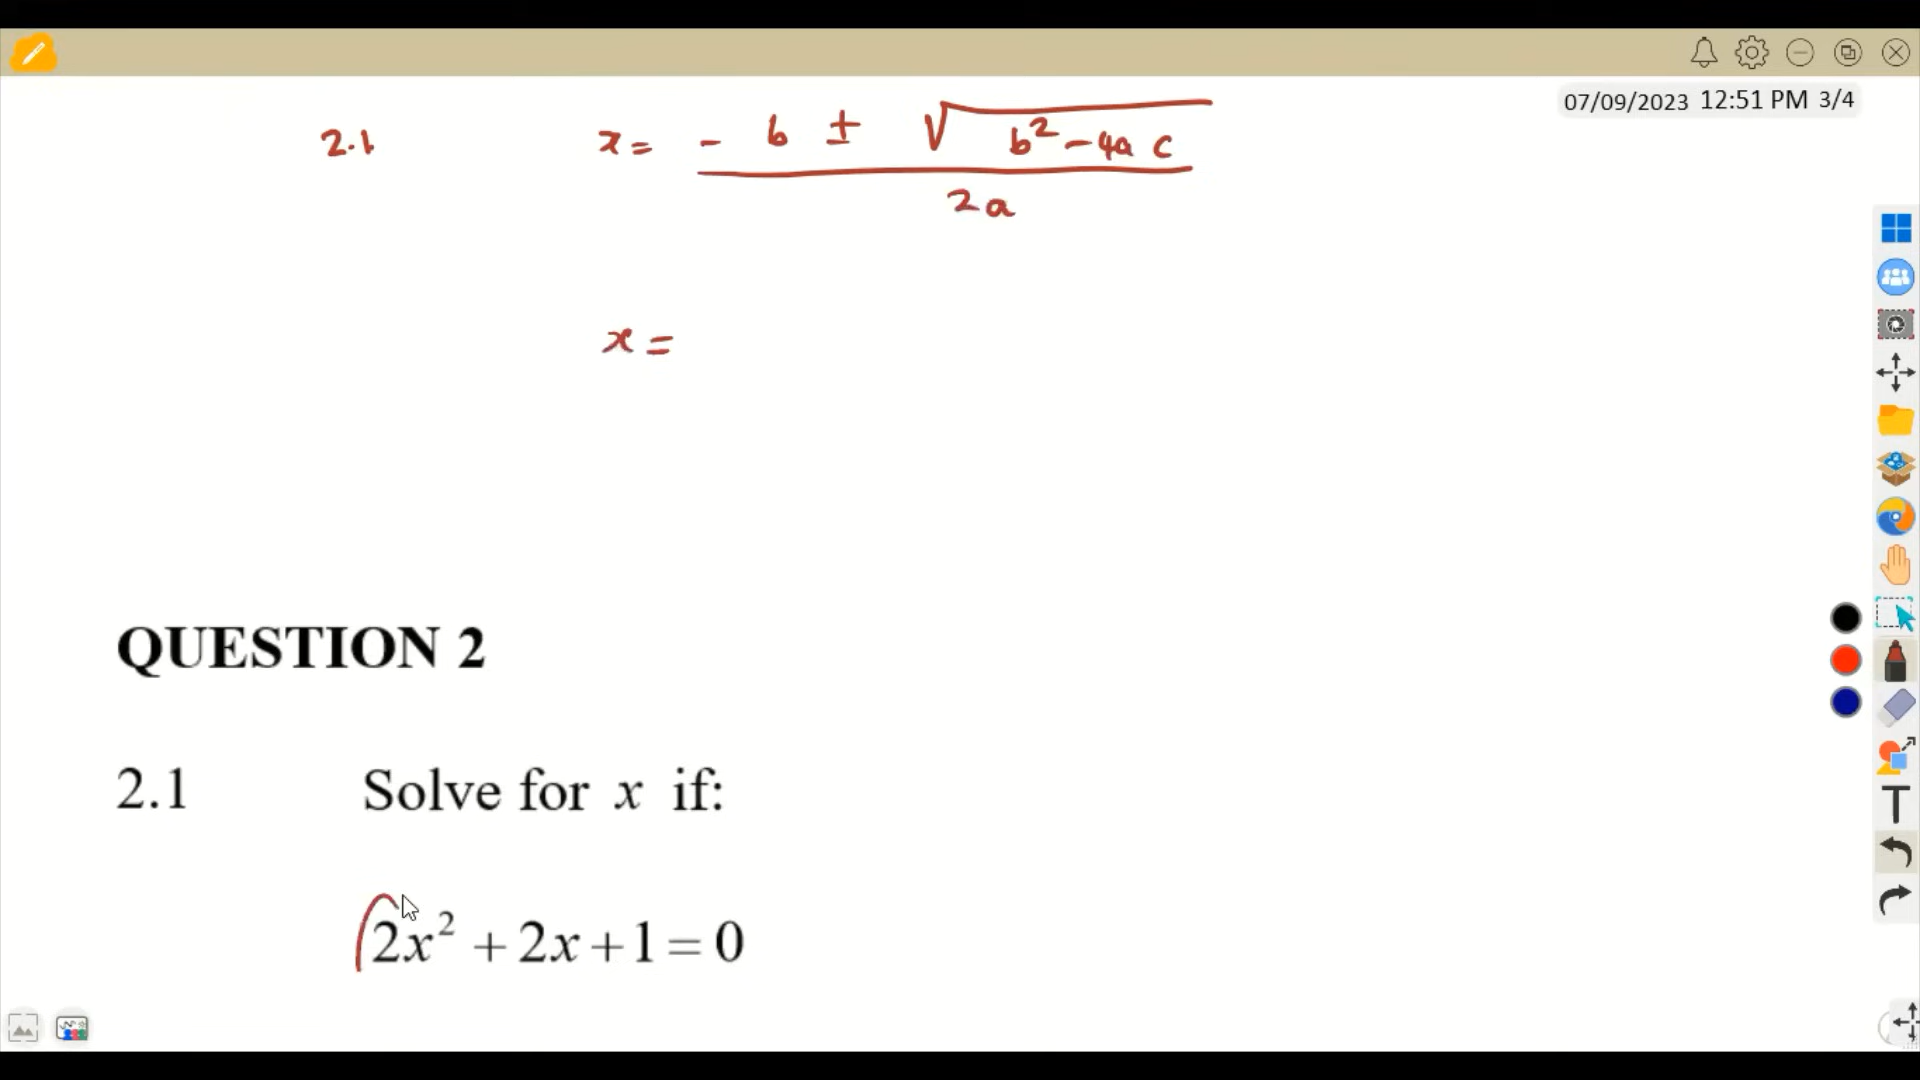 07/09/2023 12:51 PM 3/4
2.1 x = - b ± √ b² - 4a c
2a
x =
QUESTION 2
2.1 Solve for x if:
2x² + 2x + 1 = 0
T